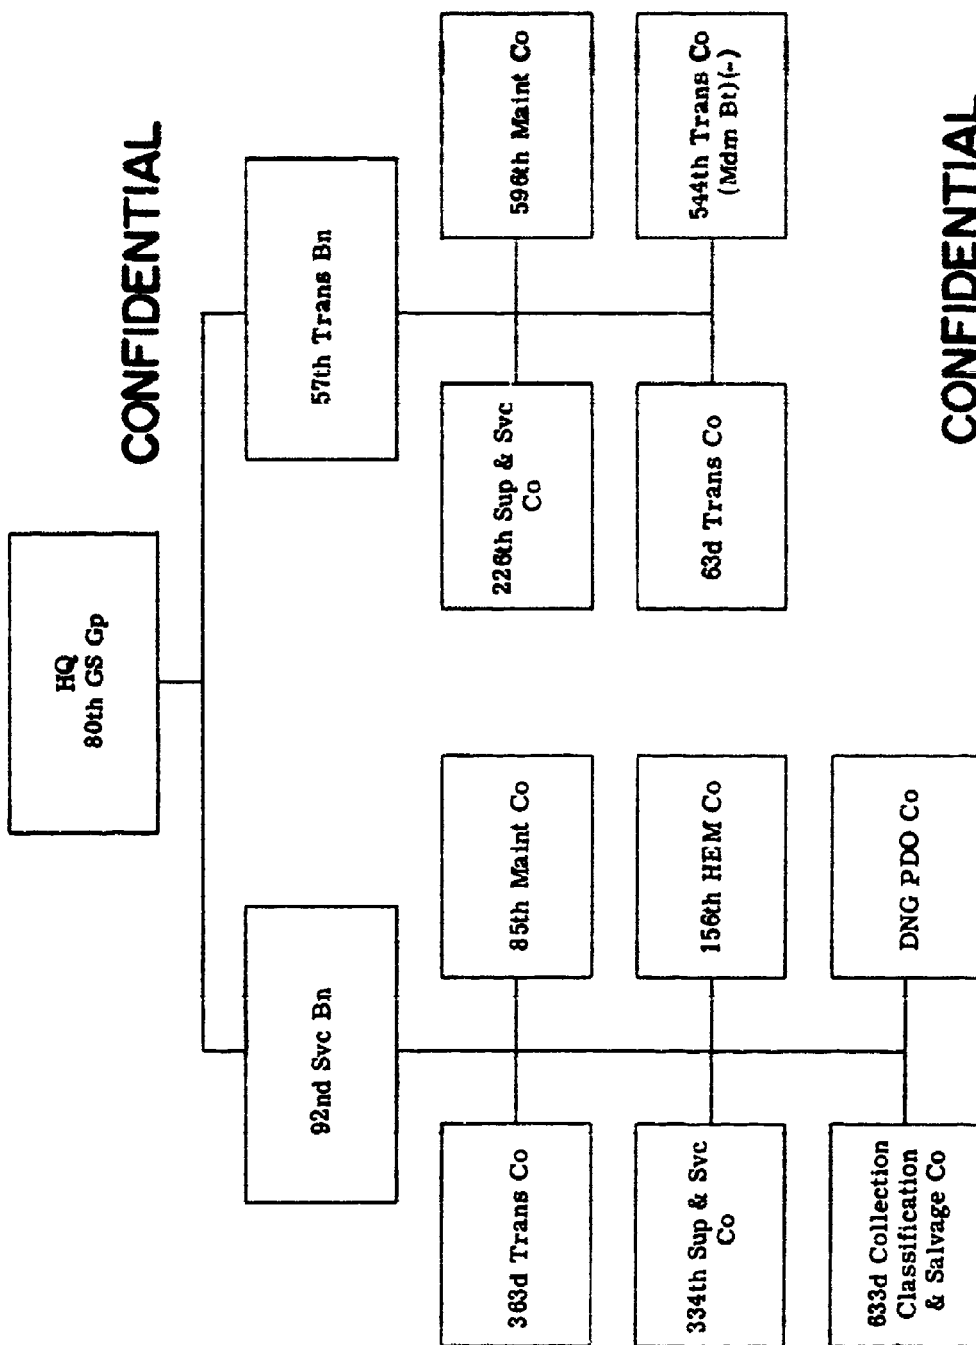 CONFIDENTIAL
HQ
80th GS Gp
92nd Svc Bn
57th Trans Bn
363d Trans Co
85th Maint Co
226th Sup & Svc
Co
596th Maint Co
334th Sup & Svc
Co
156th HEM Co
63d Trans Co
544th Trans Co
(Mdm Bt)(-)
633d Collection
Classification
& Salvage Co
DNG PDO Co
CONFIDENTIAL